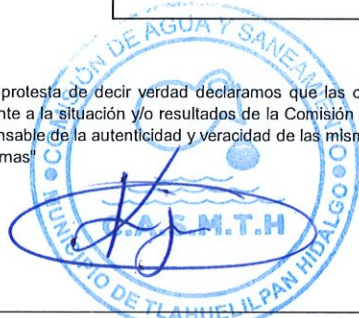 COMISIÓN DE AGUA Y SANEAMIENTO
protesta de decir verdad declaramos que las c
nte a la situación y/o resultados de la Comisión
nsable de la autenticidad y veracidad de las mism
mas"
C.A.S.M.T.H
MUNICIPIO DE TLAHUELILPAN HIDALGO